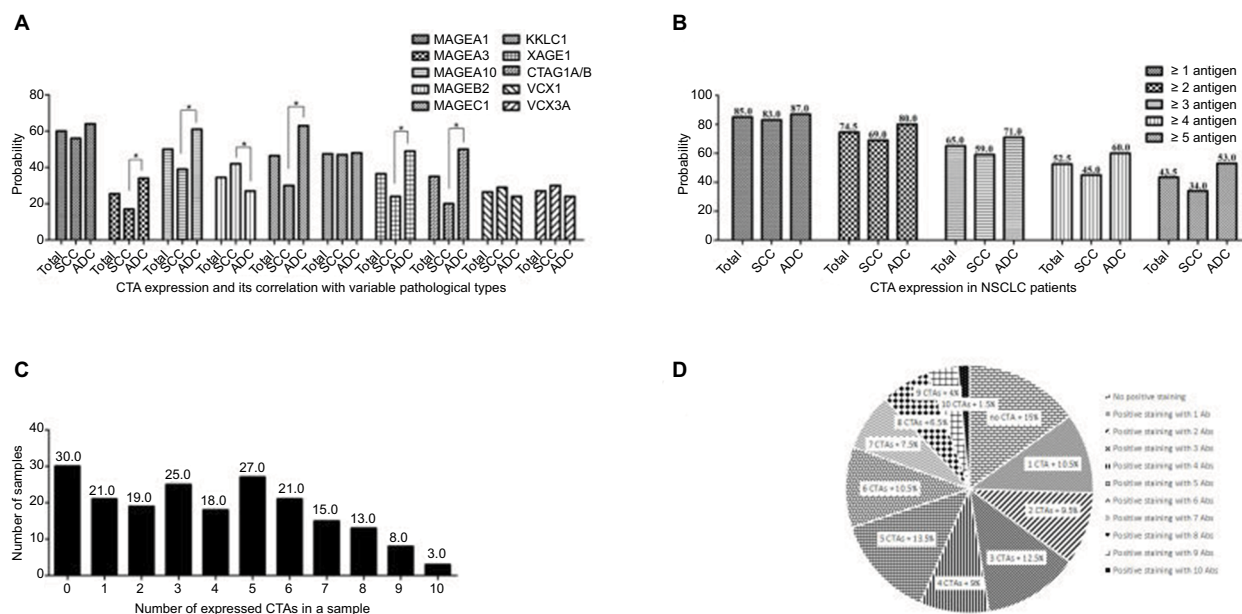 A
MAGEA1
MAGEA3
MAGEA10
MAGEB2
MAGEC1
KKLC1
XAGE1
CTAG1A/B
VCX1
VCX3A
80
60
40
20
0
Probability
* * * * * *
Total SCC ADC Total SCC ADC Total SCC ADC Total SCC ADC Total SCC ADC Total SCC ADC Total SCC ADC Total SCC ADC Total SCC ADC Total SCC ADC
CTA expression and its correlation with variable pathological types
B
≥ 1 antigen
≥ 2 antigen
≥ 3 antigen
≥ 4 antigen
≥ 5 antigen
100
80
60
40
20
0
Probability
85.0 83.0 87.0 74.5 69.0 80.0 65.0 59.0 71.0 52.5 45.0 60.0 43.5 34.0 53.0
Total SCC ADC Total SCC ADC Total SCC ADC Total SCC ADC Total SCC ADC
CTA expression in NSCLC patients
C
40
30
20
10
0
Number of samples
30.0 21.0 19.0 25.0 18.0 27.0 21.0 15.0 13.0 8.0 3.0
0 1 2 3 4 5 6 7 8 9 10
Number of expressed CTAs in a sample
D
no CTA + 15%
1 CTA + 10.5%
2 CTAs + 9.5%
3 CTAs + 12.5%
4 CTAs + 9%
5 CTAs + 13.5%
6 CTAs + 10.5%
7 CTAs + 7.5%
8 CTAs + 6.5%
9 CTAs + 4%
10 CTAs + 1.5%
No positive staining
Positive staining with 1 Ab
Positive staining with 2 Abs
Positive staining with 3 Abs
Positive staining with 4 Abs
Positive staining with 5 Abs
Positive staining with 6 Abs
Positive staining with 7 Abs
Positive staining with 8 Abs
Positive staining with 9 Abs
Positive staining with 10 Abs